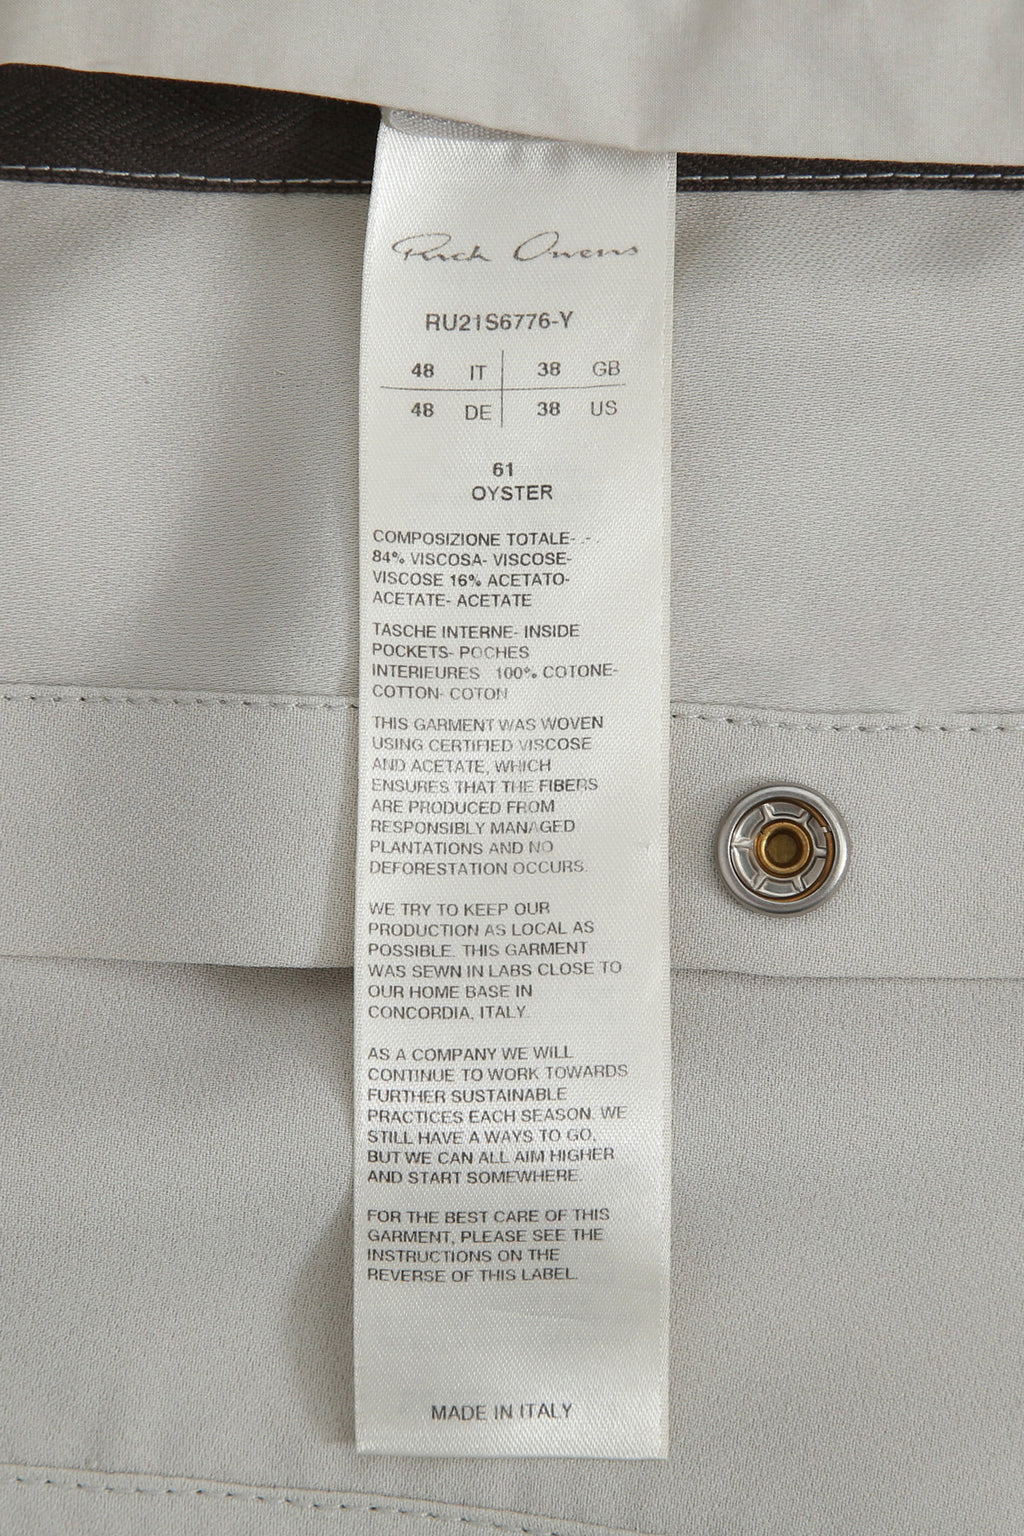 Rick Owens
RU21S6776-Y
48 IT 38 GB
48 DE 38 US
61
OYSTER
COMPOSIZIONE TOTALE- -
84% VISCOSA- VISCOSE-
VISCOSE 16% ACETATO-
ACETATE- ACETATE
TASCHE INTERNE- INSIDE
POCKETS- POCHES
INTERIEURES 100% COTONE-
COTTON- COTON
THIS GARMENT WAS WOVEN
USING CERTIFIED VISCOSE
AND ACETATE, WHICH
ENSURES THAT THE FIBERS
ARE PRODUCED FROM
RESPONSIBLY MANAGED
PLANTATIONS AND NO
DEFORESTATION OCCURS.
WE TRY TO KEEP OUR
PRODUCTION AS LOCAL AS
POSSIBLE. THIS GARMENT
WAS SEWN IN LABS CLOSE TO
OUR HOME BASE IN
CONCORDIA, ITALY.
AS A COMPANY WE WILL
CONTINUE TO WORK TOWARDS
FURTHER SUSTAINABLE
PRACTICES EACH SEASON. WE
STILL HAVE A WAYS TO GO,
BUT WE CAN ALL AIM HIGHER
AND START SOMEWHERE.
FOR THE BEST CARE OF THIS
GARMENT, PLEASE SEE THE
INSTRUCTIONS ON THE
REVERSE OF THIS LABEL.
MADE IN ITALY